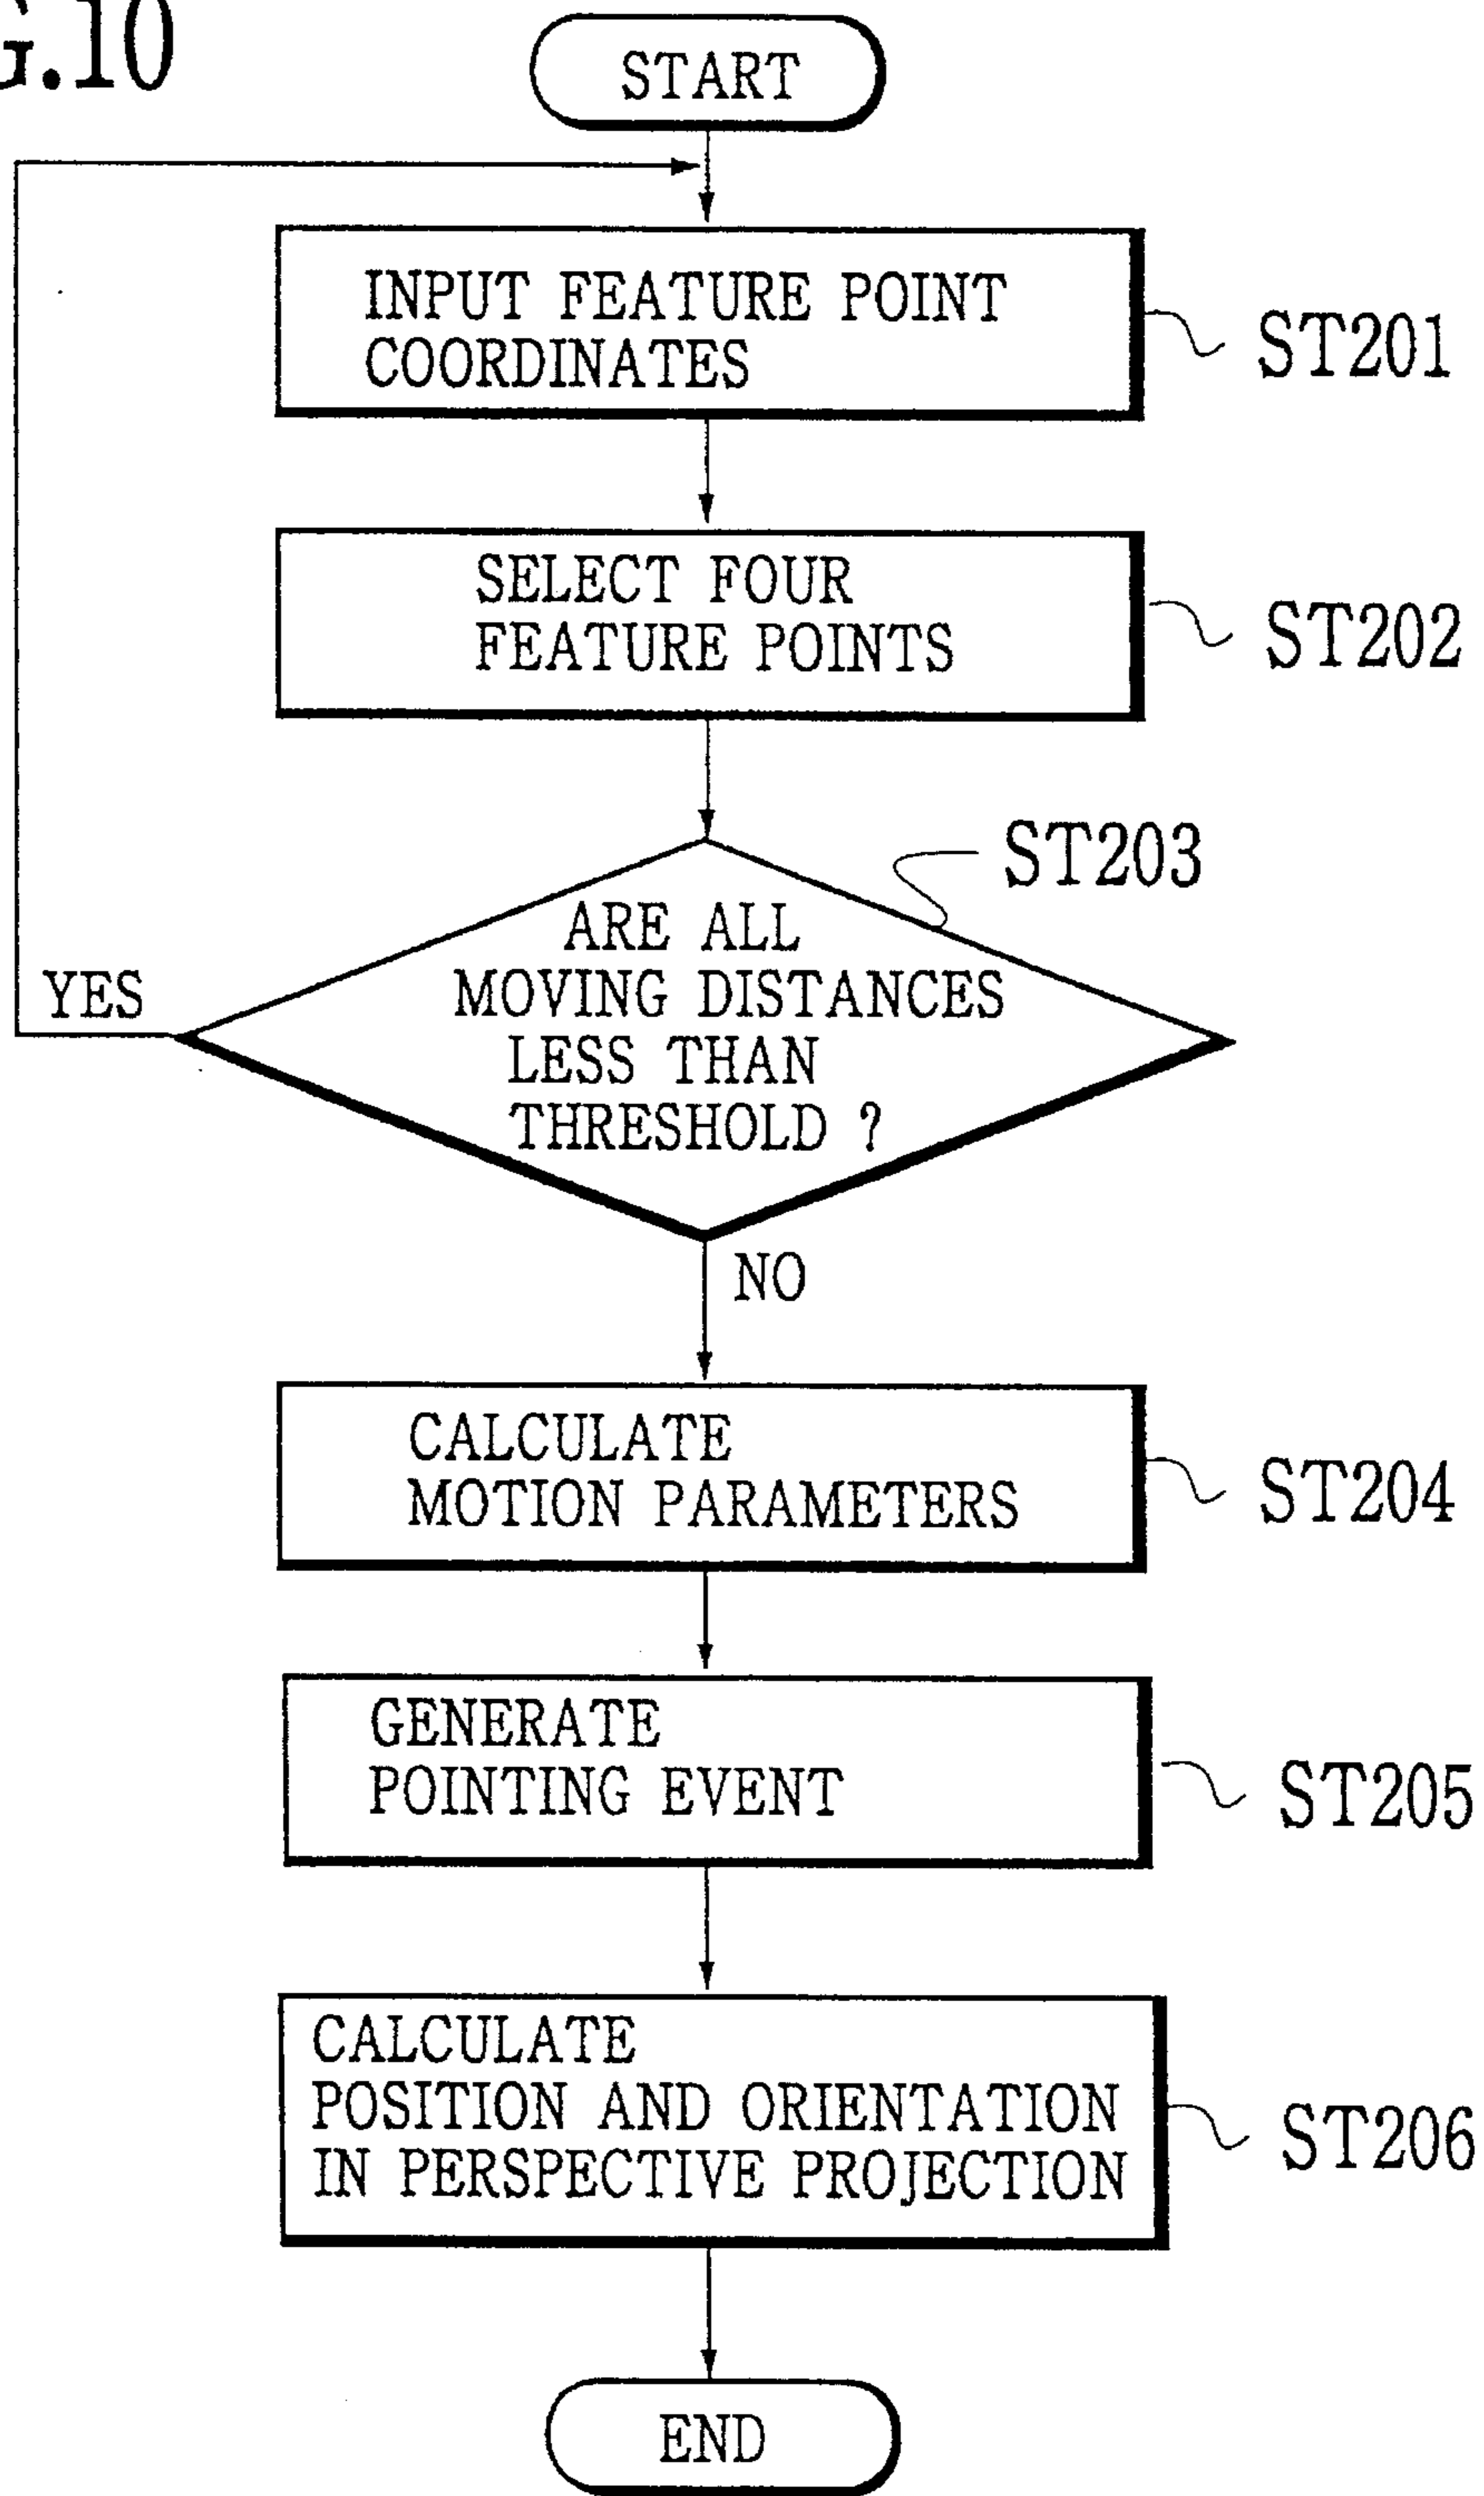 G.10
START
INPUT FEATURE POINT
COORDINATES
ST201
SELECT FOUR
FEATURE POINTS
ST202
ST203
ARE ALL
MOVING DISTANCES
LESS THAN
THRESHOLD ?
YES
NO
CALCULATE
MOTION PARAMETERS
ST204
GENERATE
POINTING EVENT
ST205
CALCULATE
POSITION AND ORIENTATION
IN PERSPECTIVE PROJECTION
ST206
END